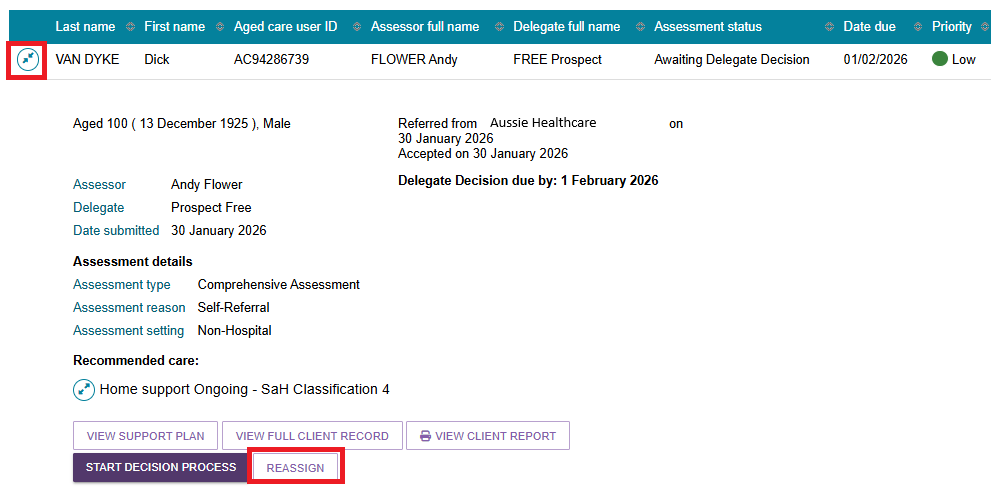 Last name First name Aged care user ID Assessor full name Delegate full name Assessment status Date due Priority
VAN DYKE Dick AC94286739 FLOWER Andy FREE Prospect Awaiting Delegate Decision 01/02/2026 Low
Aged 100 ( 13 December 1925 ), Male
Referred from Aussie Healthcare on
30 January 2026
Accepted on 30 January 2026
Delegate Decision due by: 1 February 2026
Assessor Andy Flower
Delegate Prospect Free
Date submitted 30 January 2026
Assessment details
Assessment type Comprehensive Assessment
Assessment reason Self-Referral
Assessment setting Non-Hospital
Recommended care:
Home support Ongoing - SaH Classification 4
VIEW SUPPORT PLAN VIEW FULL CLIENT RECORD VIEW CLIENT REPORT
START DECISION PROCESS REASSIGN